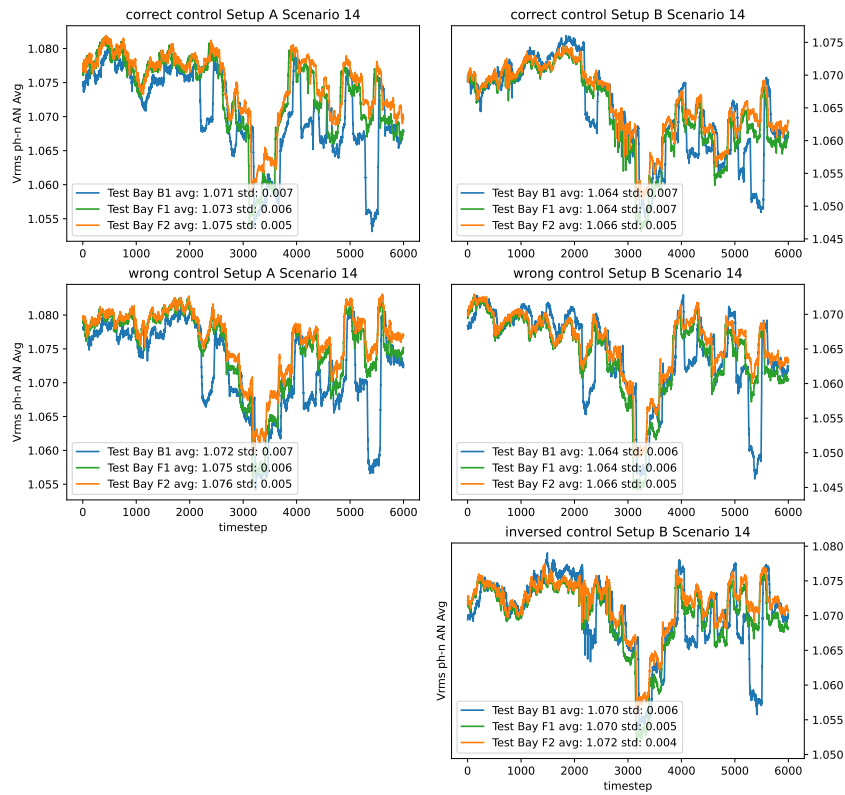 correct control Setup A Scenario 14
1.080
1.075
1.070
1.065
1.060
1.055
Vrms ph-n AN Avg
Test Bay B1 avg: 1.071 std: 0.007
Test Bay F1 avg: 1.073 std: 0.006
Test Bay F2 avg: 1.075 std: 0.005
0 1000 2000 3000 4000 5000 6000
correct control Setup B Scenario 14
1.075
1.070
1.065
1.060
1.055
1.050
1.045
Test Bay B1 avg: 1.064 std: 0.007
Test Bay F1 avg: 1.064 std: 0.007
Test Bay F2 avg: 1.066 std: 0.005
0 1000 2000 3000 4000 5000 6000
wrong control Setup A Scenario 14
1.080
1.075
1.070
1.065
1.060
1.055
Vrms ph-n AN Avg
Test Bay B1 avg: 1.072 std: 0.007
Test Bay F1 avg: 1.075 std: 0.006
Test Bay F2 avg: 1.076 std: 0.005
0 1000 2000 3000 4000 5000 6000
timestep
wrong control Setup B Scenario 14
1.070
1.065
1.060
1.055
1.050
1.045
Test Bay B1 avg: 1.064 std: 0.006
Test Bay F1 avg: 1.064 std: 0.006
Test Bay F2 avg: 1.066 std: 0.005
0 1000 2000 3000 4000 5000 6000
inversed control Setup B Scenario 14
1.080
1.075
1.070
1.065
1.060
1.055
1.050
Vrms ph-n AN Avg
Test Bay B1 avg: 1.070 std: 0.006
Test Bay F1 avg: 1.070 std: 0.005
Test Bay F2 avg: 1.072 std: 0.004
0 1000 2000 3000 4000 5000 6000
timestep